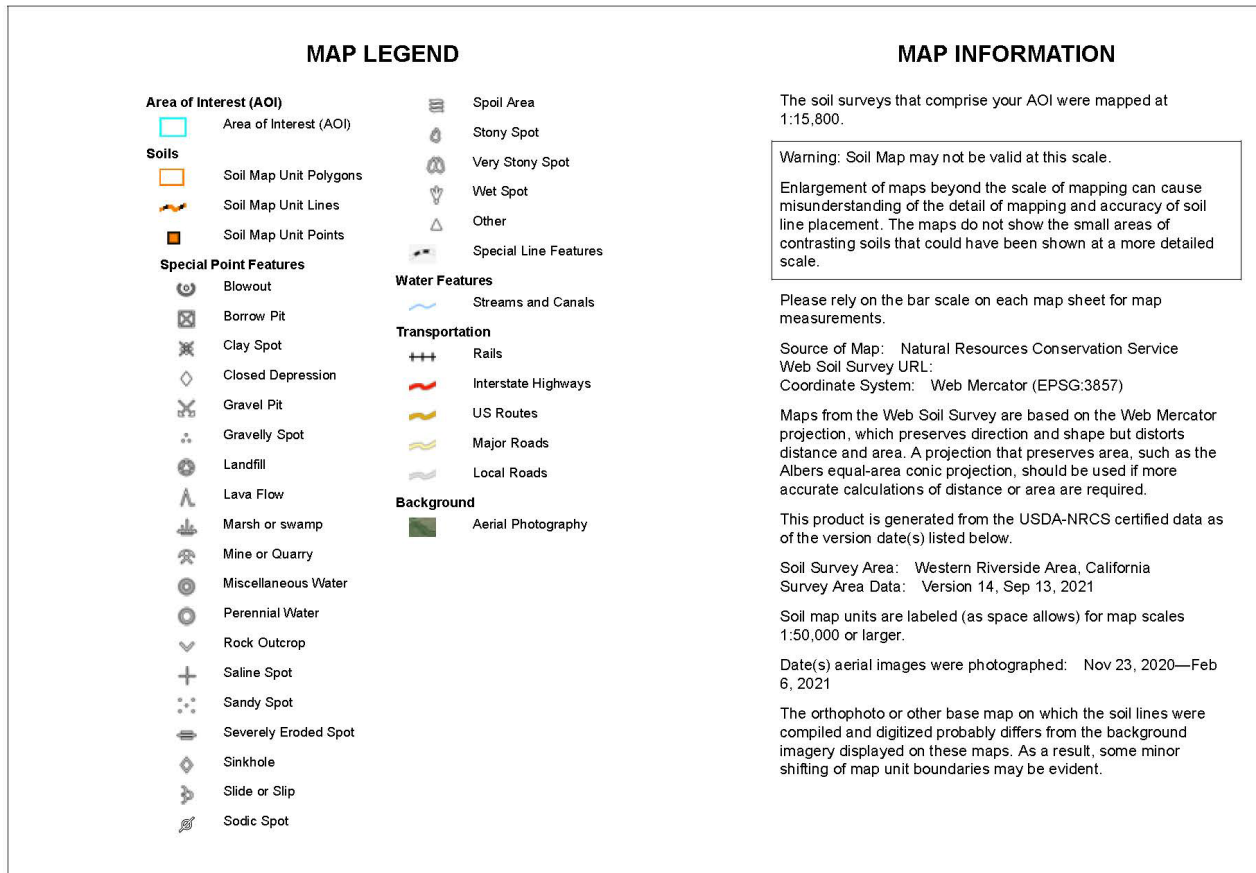 MAP LEGEND
Area of Interest (AOI)
Area of Interest (AOI)
Soils
Soil Map Unit Polygons
Soil Map Unit Lines
Soil Map Unit Points
Special Point Features
Blowout
Borrow Pit
Clay Spot
Closed Depression
Gravel Pit
Gravelly Spot
Landfill
Lava Flow
Marsh or swamp
Mine or Quarry
Miscellaneous Water
Perennial Water
Rock Outcrop
Saline Spot
Sandy Spot
Severely Eroded Spot
Sinkhole
Slide or Slip
Sodic Spot
Spoil Area
Stony Spot
Very Stony Spot
Wet Spot
Other
Special Line Features
Water Features
Streams and Canals
Transportation
Rails
Interstate Highways
US Routes
Major Roads
Local Roads
Background
Aerial Photography
MAP INFORMATION
The soil surveys that comprise your AOI were mapped at
1:15,800.
Warning: Soil Map may not be valid at this scale.
Enlargement of maps beyond the scale of mapping can cause
misunderstanding of the detail of mapping and accuracy of soil
line placement. The maps do not show the small areas of
contrasting soils that could have been shown at a more detailed
scale.
Please rely on the bar scale on each map sheet for map
measurements.
Source of Map: Natural Resources Conservation Service
Web Soil Survey URL:
Coordinate System: Web Mercator (EPSG:3857)
Maps from the Web Soil Survey are based on the Web Mercator
projection, which preserves direction and shape but distorts
distance and area. A projection that preserves area, such as the
Albers equal-area conic projection, should be used if more
accurate calculations of distance or area are required.
This product is generated from the USDA-NRCS certified data as
of the version date(s) listed below.
Soil Survey Area: Western Riverside Area, California
Survey Area Data: Version 14, Sep 13, 2021
Soil map units are labeled (as space allows) for map scales
1:50,000 or larger.
Date(s) aerial images were photographed: Nov 23, 2020—Feb
6, 2021
The orthophoto or other base map on which the soil lines were
compiled and digitized probably differs from the background
imagery displayed on these maps. As a result, some minor
shifting of map unit boundaries may be evident.